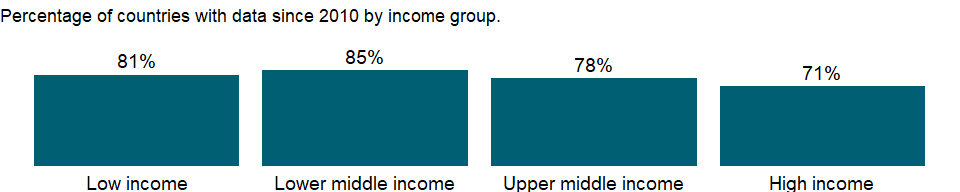 Percentage of countries with data since 2010 by income group.
81% 85% 78% 71%
Low income Lower middle income Upper middle income High income